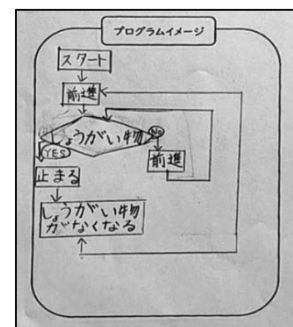 プログラムイメージ
スタート
前進
しょうがい物
YES
No
止まる
前進
しょうがい物
がなくなる